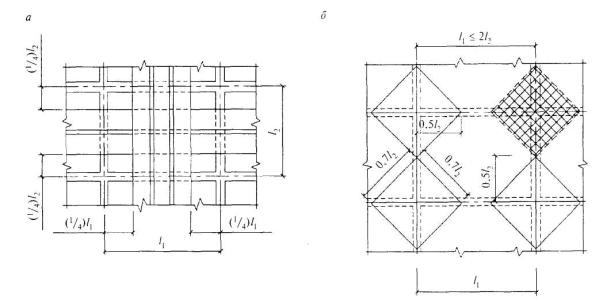 а
б
(1/4)l2
(1/4)l2
l2
(1/4)l1
(1/4)l1
l1
l1 ≤ 2l2
0,5l2
0,7l2
0,7l2
0,5l2
l1